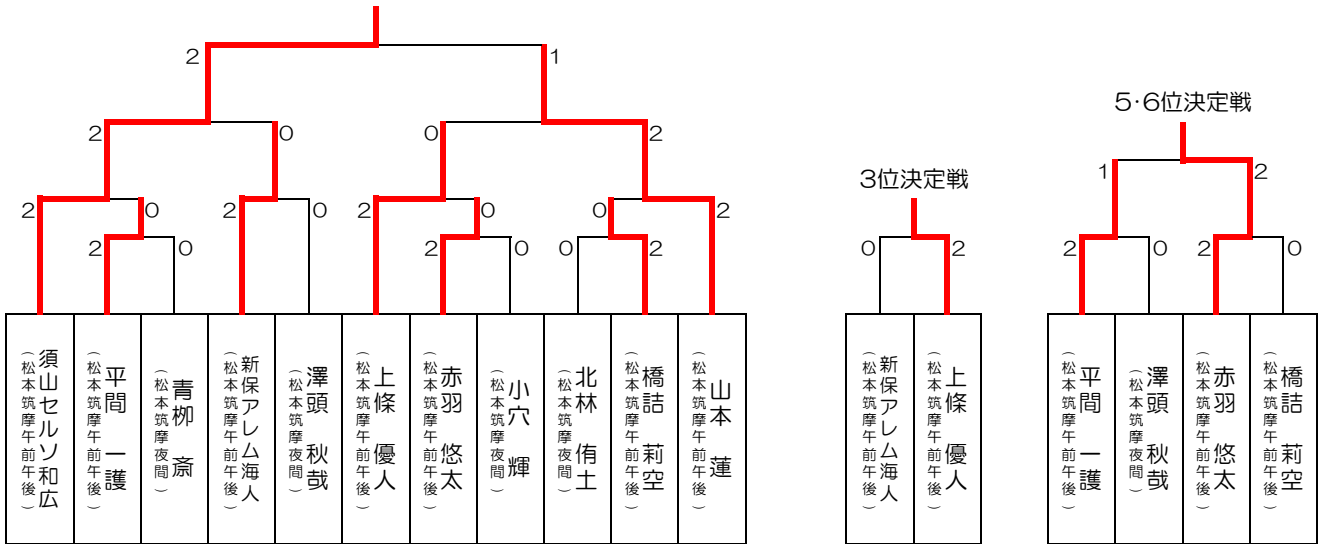 2
1
5・6位決定戦
2
0
0
2
1
2
3位決定戦
2
0
2
0
2
0
0
2
2
0
2
0
0
2
0
2
2
0
2
0
須山セルソ和広
（松本筑摩午前午後）
平間 一護
（松本筑摩午前午後）
青栁 斎
（松本筑摩夜間）
新保アレム海人
（松本筑摩午前午後）
澤頭 秋哉
（松本筑摩夜間）
上條 優人
（松本筑摩午前午後）
赤羽 悠太
（松本筑摩午前午後）
小穴 輝
（松本筑摩夜間）
北林 侑土
（松本筑摩夜間）
橋詰 莉空
（松本筑摩午前午後）
山本 蓮
（松本筑摩午前午後）
新保アレム海人
（松本筑摩午前午後）
上條 優人
（松本筑摩午前午後）
平間 一護
（松本筑摩午前午後）
澤頭 秋哉
（松本筑摩夜間）
赤羽 悠太
（松本筑摩午前午後）
橋詰 莉空
（松本筑摩午前午後）